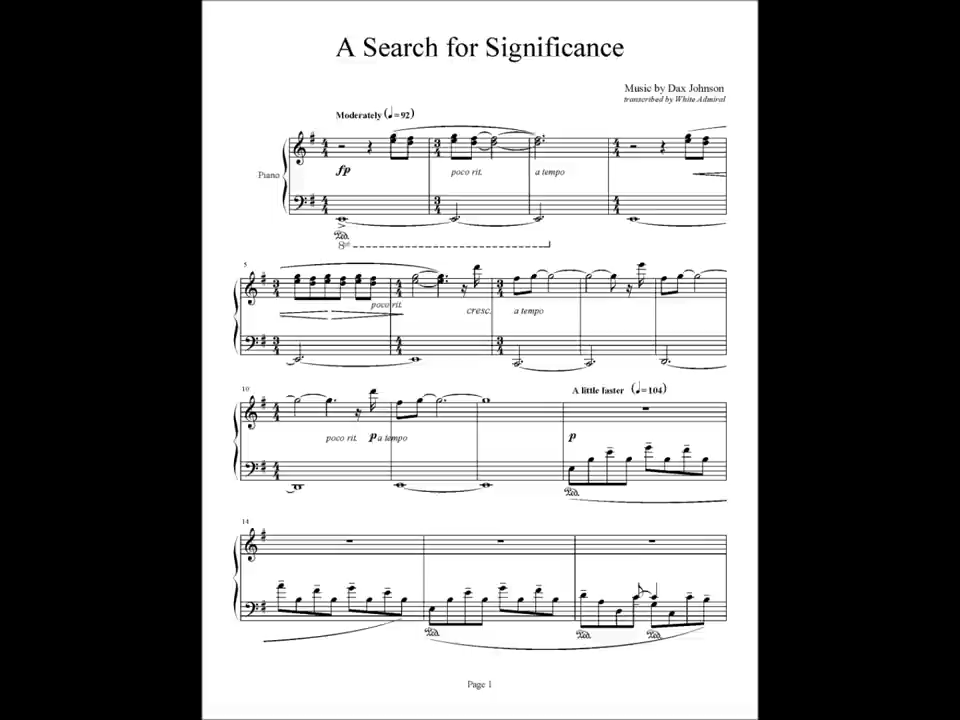 A Search for Significance
Music by Dax Johnson
transcribed by White Admiral
Moderately (♩=92)
Piano
fp
poco rit.
a tempo
8
5
poco rit.
cresc.
a tempo
10
A little faster (♩=104)
poco rit.
p a tempo
p
14
Page 1